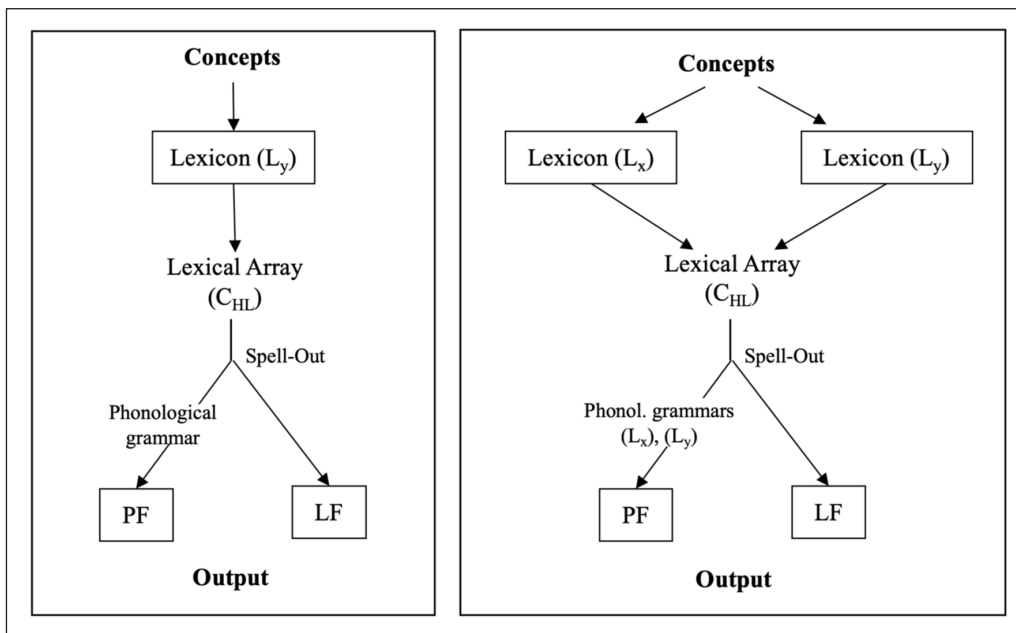 Concepts
Lexicon (Ly)
Lexical Array
(CHL)
Spell-Out
Phonological
grammar
PF
LF
Output
Concepts
Lexicon (Lx)
Lexicon (Ly)
Lexical Array
(CHL)
Spell-Out
Phonol. grammars
(Lx), (Ly)
PF
LF
Output